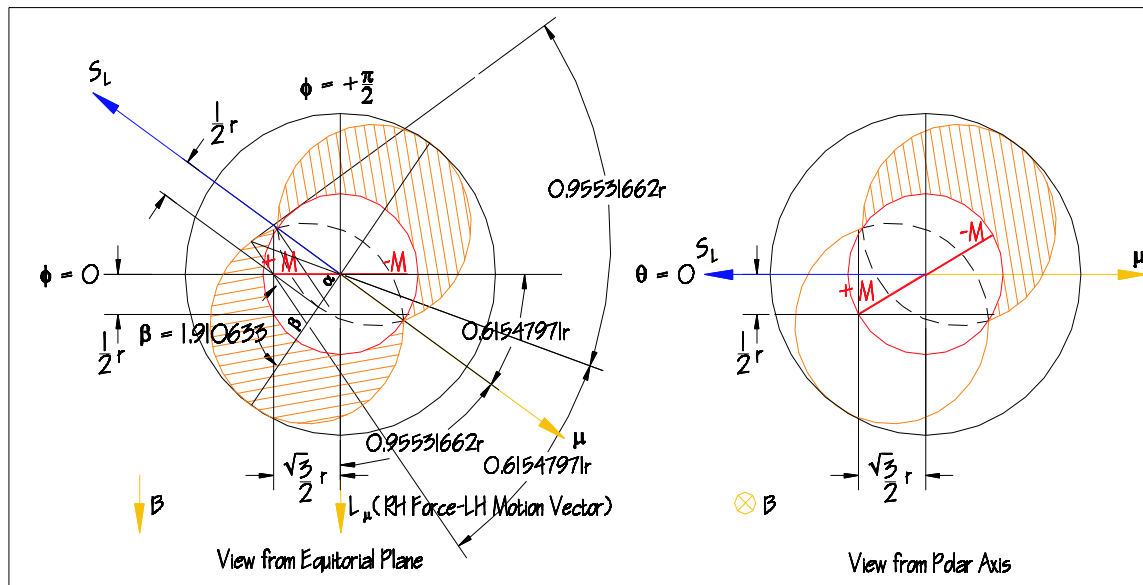 S_L
1/2 r
ϕ = +π/2
0.95531662r
ϕ = 0
+ M
-M
α
β
1/2 r
β = 1.910633
0.61547971r
μ
0.95531662r
0.61547971r
√3/2 r
B
L_μ(RH Force-LH Motion Vector)
View from Equitorial Plane
-M
θ = 0
S_L
μ
+ M
1/2 r
√3/2 r
B
View from Polar Axis